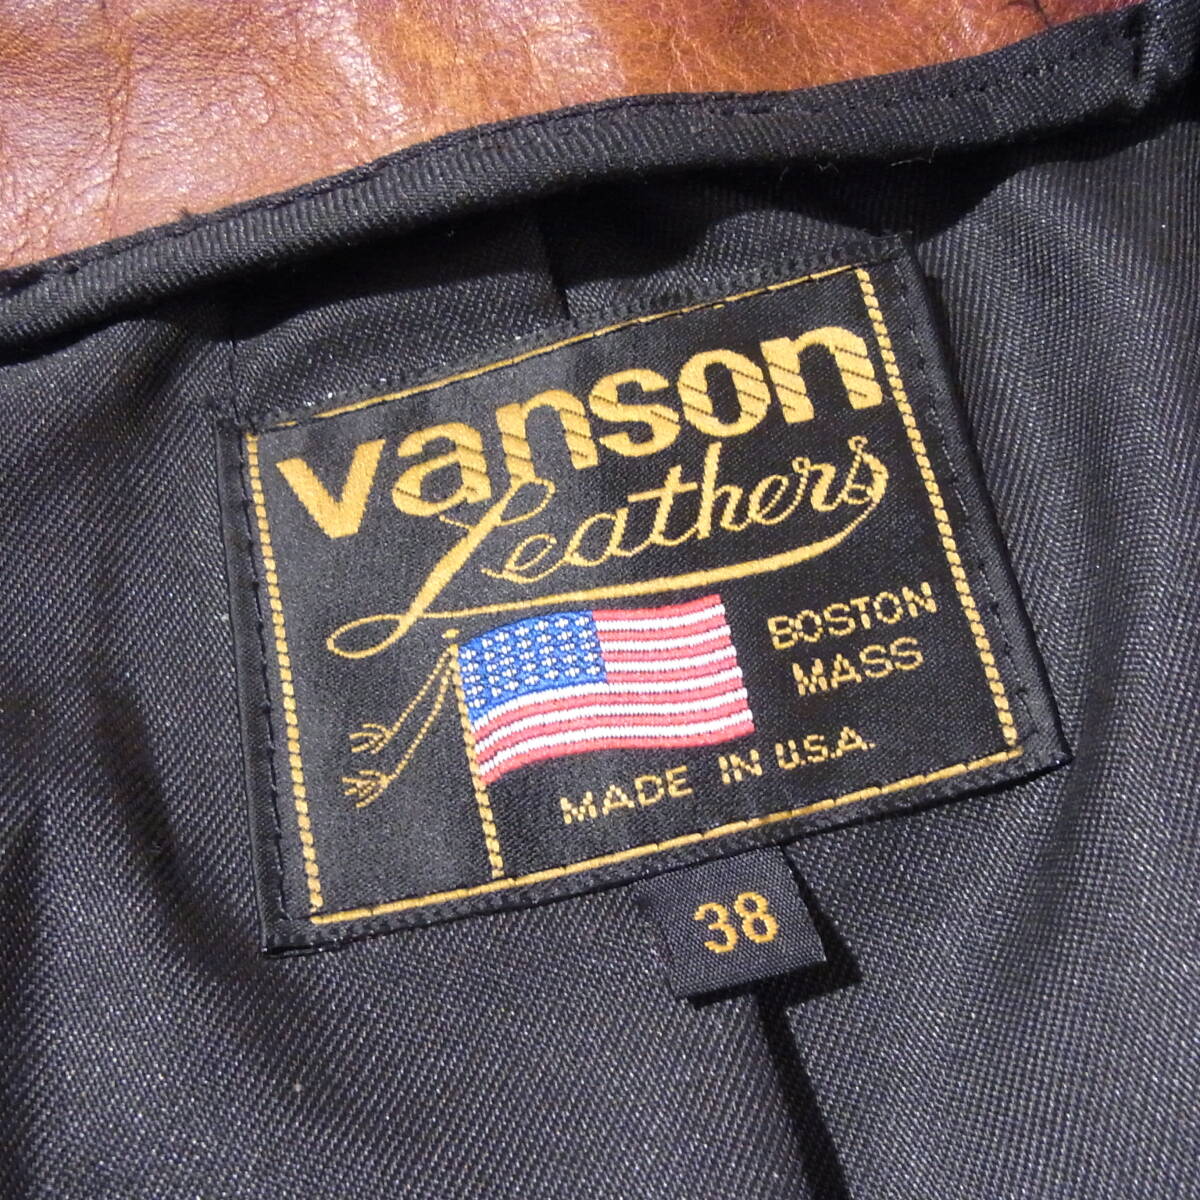 vanson
Leathers
BOSTON
MASS
MADE IN U.S.A.
38